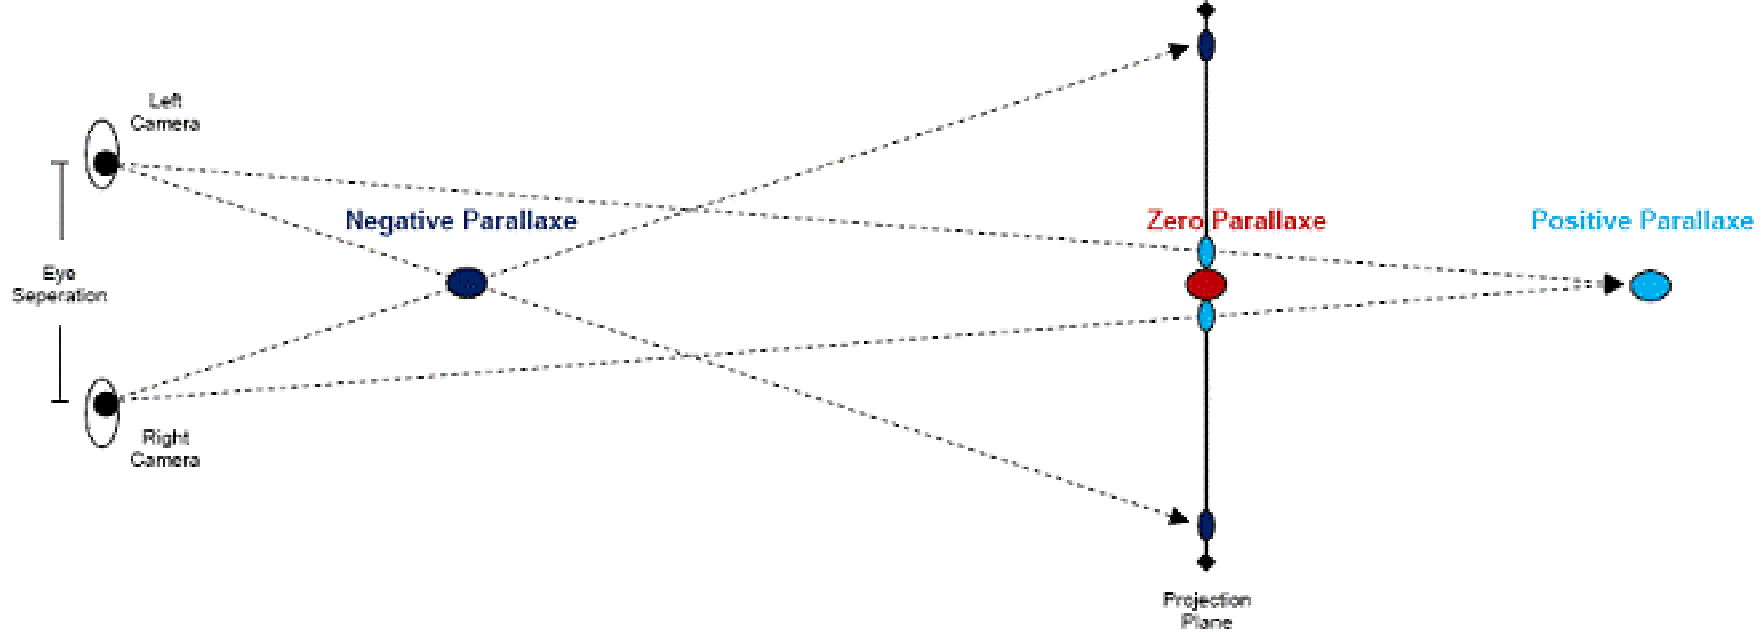 Left
Camera
Negative Parallaxe
Zero Parallaxe
Positive Parallaxe
Eye
Seperation
Right
Camera
Projection
Plane